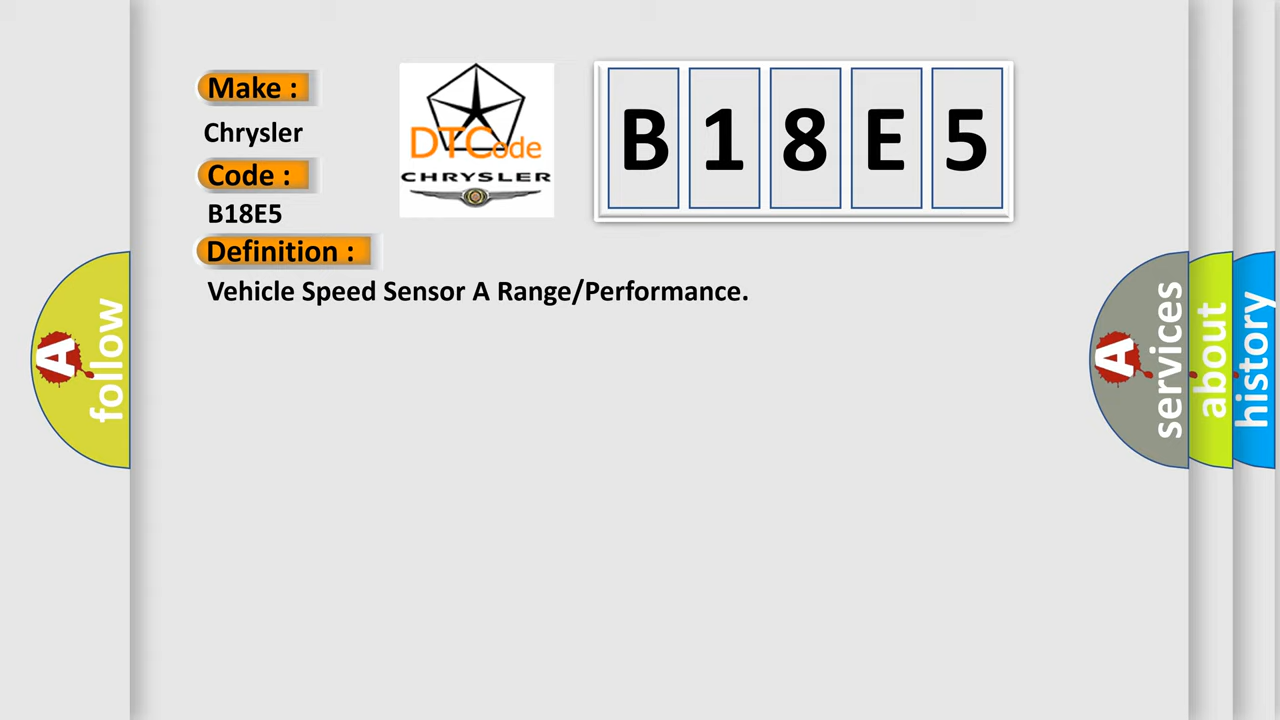 Make :
Chrysler
Code :
B18E5
Definition :
Vehicle Speed Sensor A Range/Performance.
DTCode
CHRYSLER
B 1 8 E 5
A follow
A services
about
history